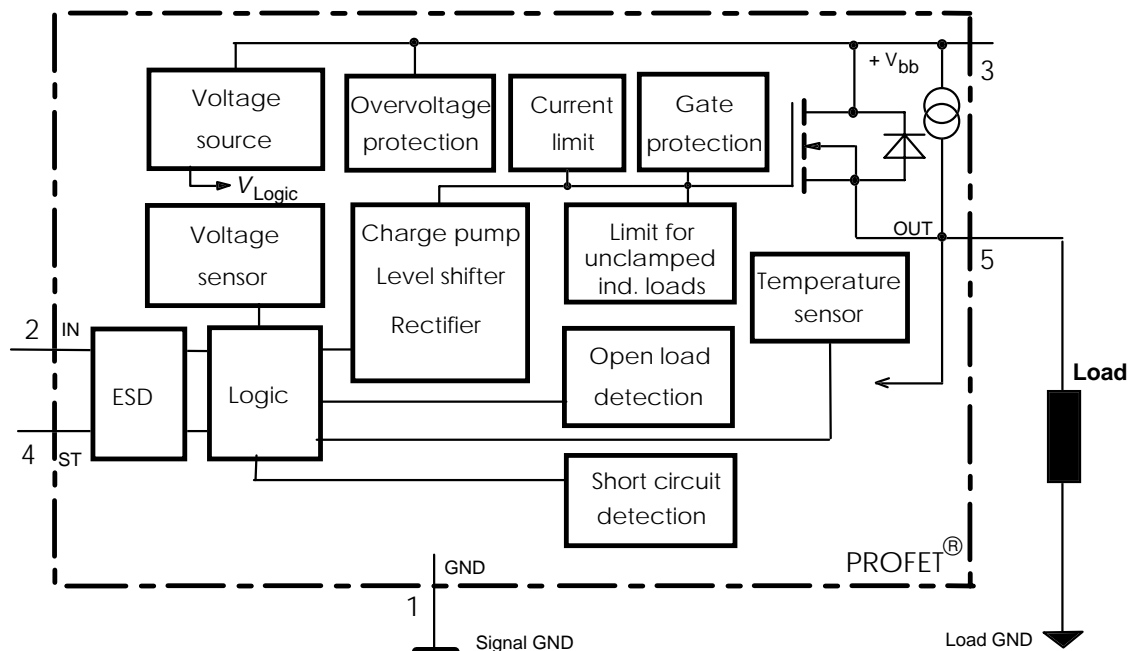 + Vbb
3
Voltage
source
Overvoltage
protection
Current
limit
Gate
protection
VLogic
Voltage
sensor
Charge pump
Level shifter
Rectifier
Limit for
unclamped
ind. loads
OUT
5
Temperature
sensor
2
IN
ESD
Logic
Open load
detection
Load
4
ST
Short circuit
detection
PROFET®
GND
1
Signal GND
Load GND